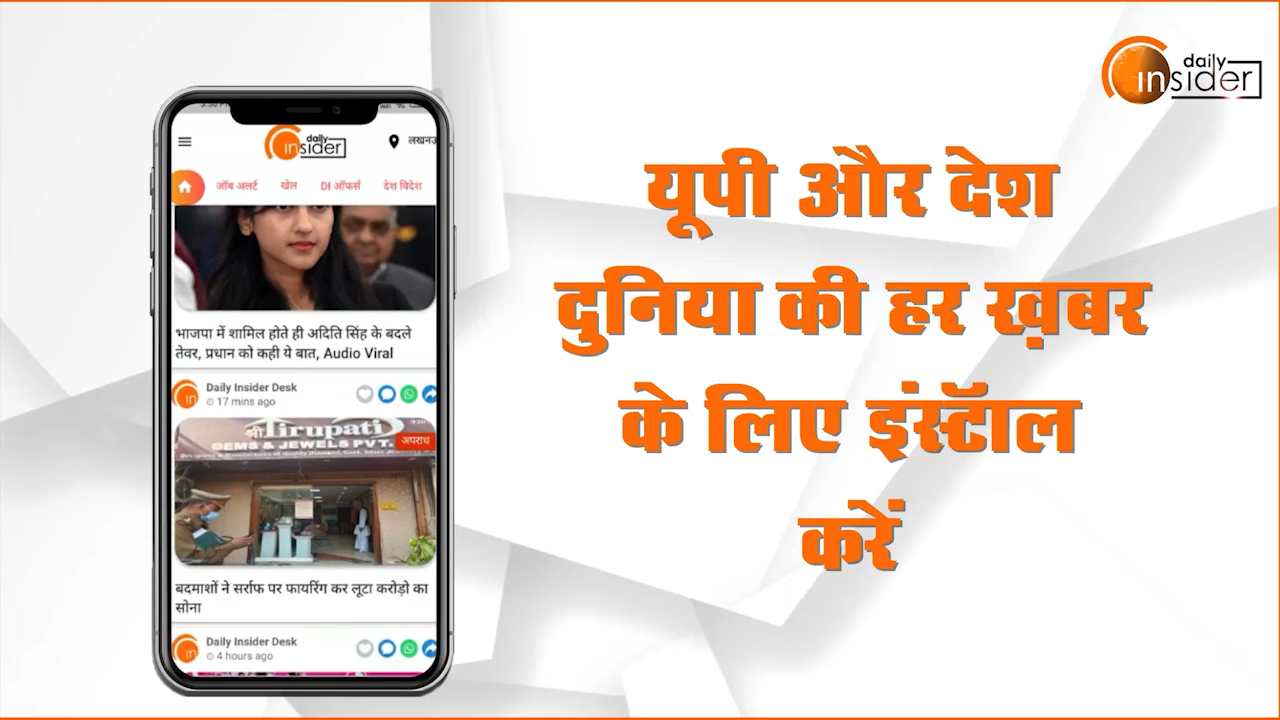 daily
insider
यूपी और देश
दुनिया की हर ख़बर
के लिए इंस्टॉल
करें
daily
insider
लखनऊ
जॉब अलर्ट खेल DI ऑफर्स देश विदेश
भाजपा में शामिल होते ही अदिति सिंह के बदले
तेवर, प्रधान को कही ये बात, Audio Viral
Daily Insider Desk
17 mins ago
श्री Tirupati
GEMS & JEWELS PVT.
अपराध
बदमाशों ने सर्राफ पर फायरिंग कर लूटा करोड़ो का
सोना
Daily Insider Desk
4 hours ago